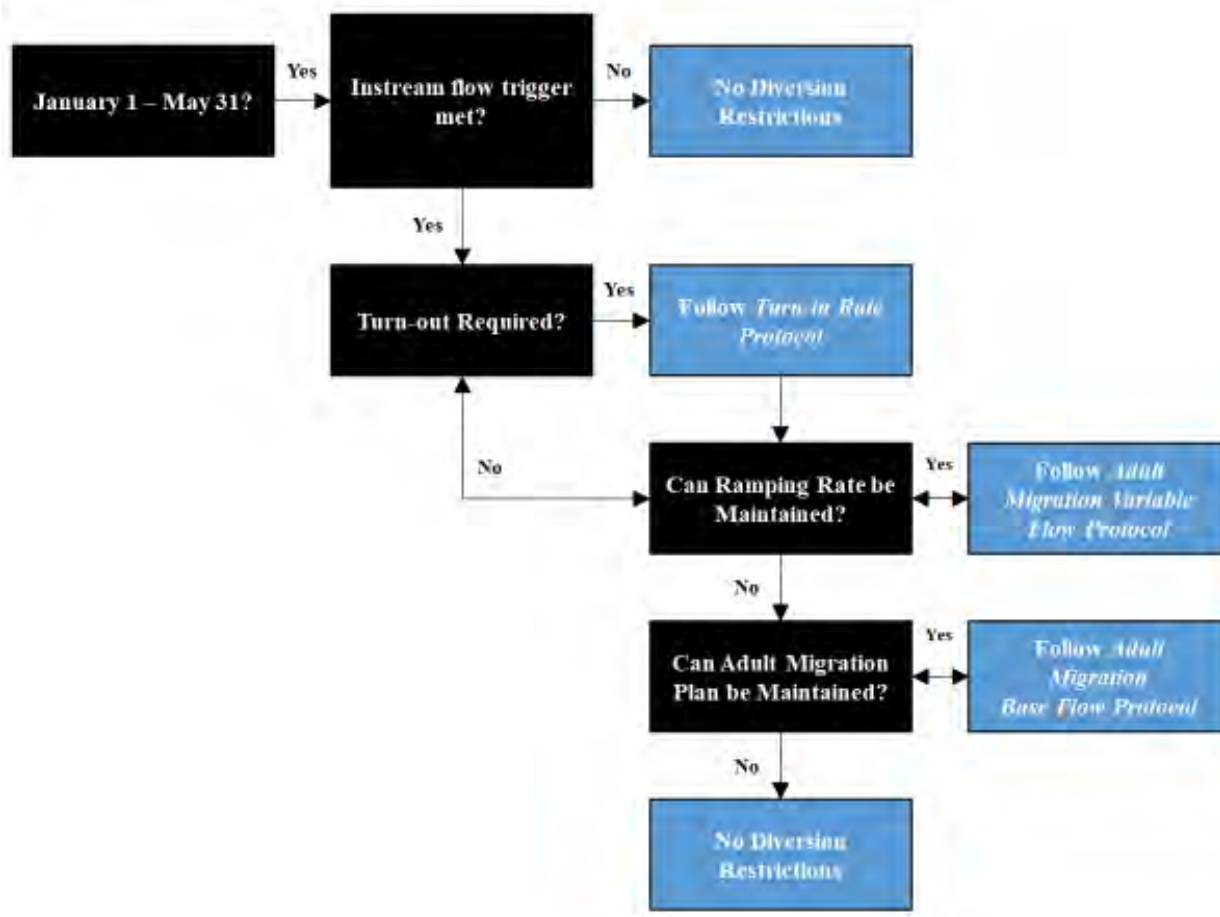 January 1 – May 31?
Yes
Instream flow trigger
met?
No
No Diversion
Restrictions
Yes
Turn-out Required?
Yes
Follow Turn-in Rate
Protocol
No
Can Ramping Rate be
Maintained?
Yes
Follow Adult
Migration Variable
Flow Protocol
No
Can Adult Migration
Plan be Maintained?
Yes
Follow Adult
Migration
Base Flow Protocol
No
No Diversion
Restrictions